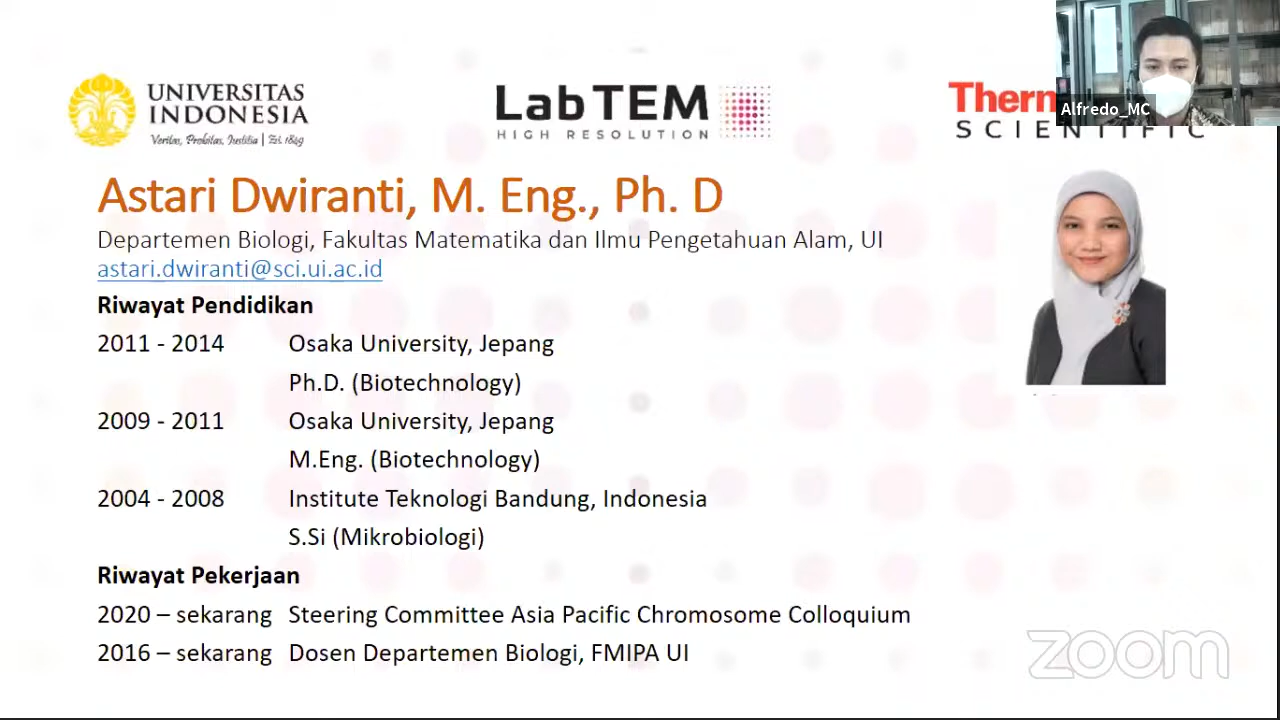 UNIVERSITAS
INDONESIA
Veritas, Probitas, Justitia | Est. 1849
LabTEM
HIGH RESOLUTION
Therm
SCIENTIFIC
Alfredo_MC
Astari Dwiranti, M. Eng., Ph. D
Departemen Biologi, Fakultas Matematika dan Ilmu Pengetahuan Alam, UI
astari.dwiranti@sci.ui.ac.id
Riwayat Pendidikan
2011 - 2014 Osaka University, Jepang
Ph.D. (Biotechnology)
2009 - 2011 Osaka University, Jepang
M.Eng. (Biotechnology)
2004 - 2008 Institute Teknologi Bandung, Indonesia
S.Si (Mikrobiologi)
Riwayat Pekerjaan
2020 – sekarang Steering Committee Asia Pacific Chromosome Colloquium
2016 – sekarang Dosen Departemen Biologi, FMIPA UI
zoom